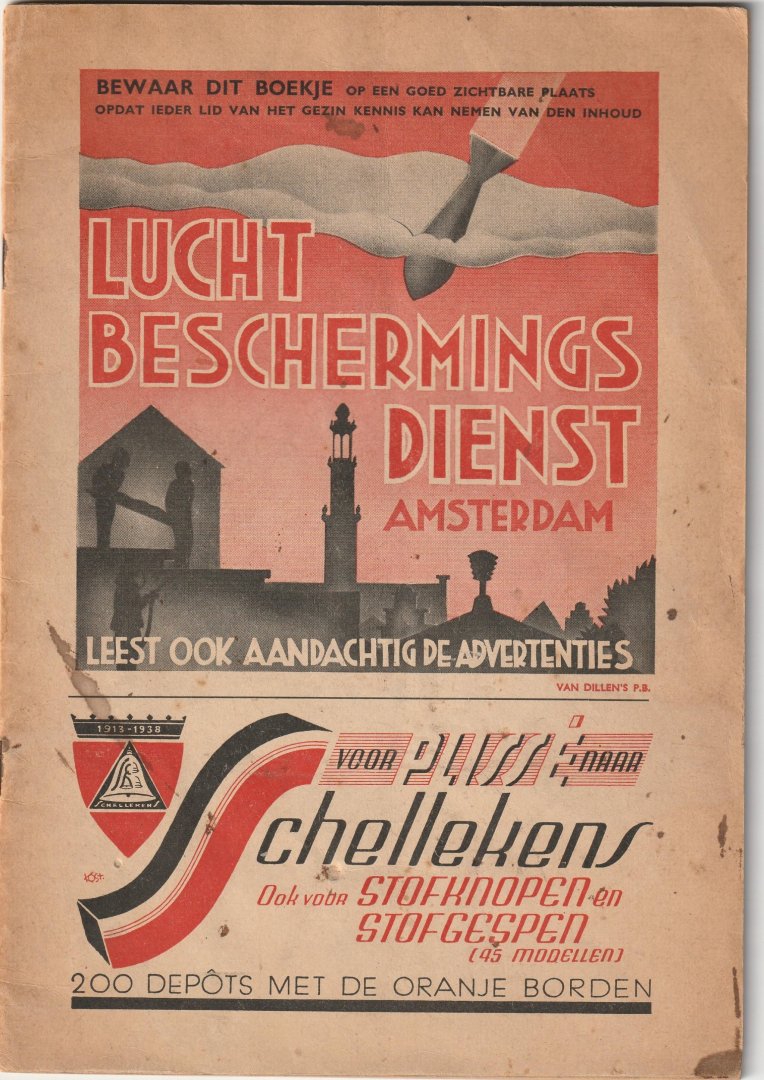 BEWAAR DIT BOEKJE OP EEN GOED ZICHTBARE PLAATS
OPDAT IEDER LID VAN HET GEZIN KENNIS KAN NEMEN VAN DEN INHOUD
LUCHT
BESCHERMINGS
DIENST
AMSTERDAM
LEEST OOK AANDACHTIG DE ADVERTENTIES
VAN DILLEN'S P.B.
1913-1938
SCHELLEKENS
VOOR PLISSÉ NAAR
Schellekens
Ook voor STOFKNOPEN en
STOFGESPEN
(45 MODELLEN)
200 DEPÔTS MET DE ORANJE BORDEN